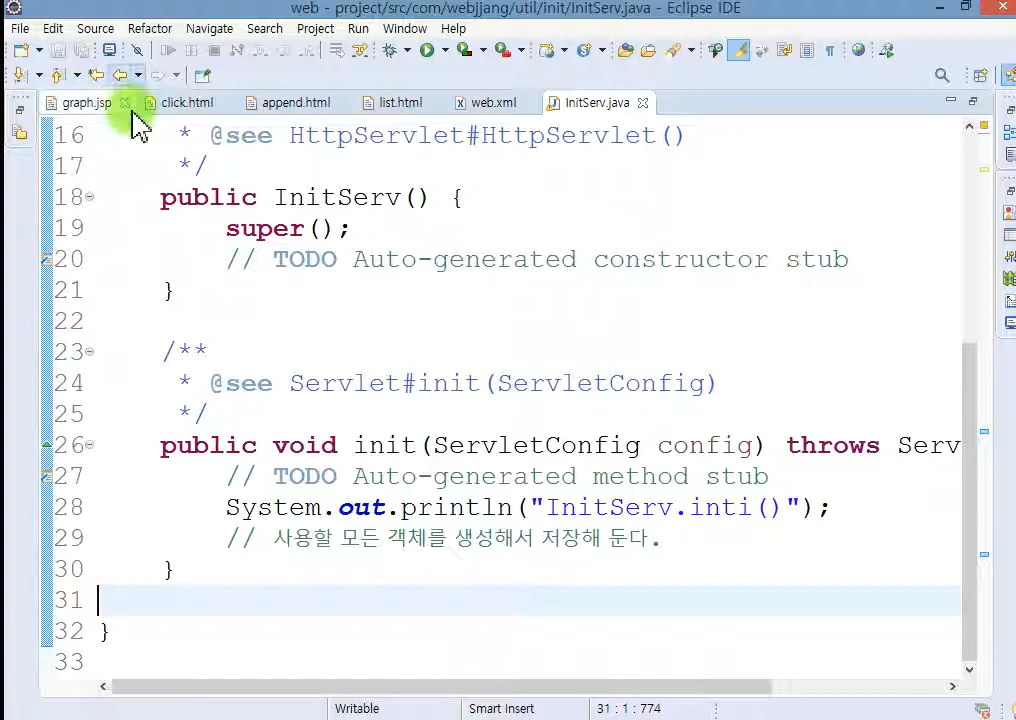 web - project/src/com/webjjang/util/init/InitServ.java - Eclipse IDE
File Edit Source Refactor Navigate Search Project Run Window Help
graph.jsp click.html append.html list.html web.xml InitServ.java
16 * @see HttpServlet#HttpServlet()
17 */
18 public InitServ() {
19 super();
20 // TODO Auto-generated constructor stub
21 }
22
23 /**
24 * @see Servlet#init(ServletConfig)
25 */
26 public void init(ServletConfig config) throws Serv
27 // TODO Auto-generated method stub
28 System.out.println("InitServ.inti()");
29 // 사용할 모든 객체를 생성해서 저장해 둔다.
30 }
31
32 }
33
Writable Smart Insert 31 : 1 : 774